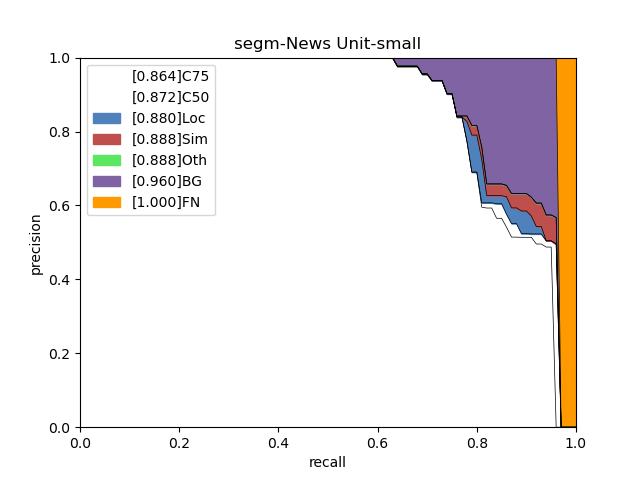 segm-News Unit-small
1.0
0.8
0.6
0.4
0.2
0.0
precision
[0.864]C75
[0.872]C50
[0.880]Loc
[0.888]Sim
[0.888]Oth
[0.960]BG
[1.000]FN
0.0 0.2 0.4 0.6 0.8 1.0
recall